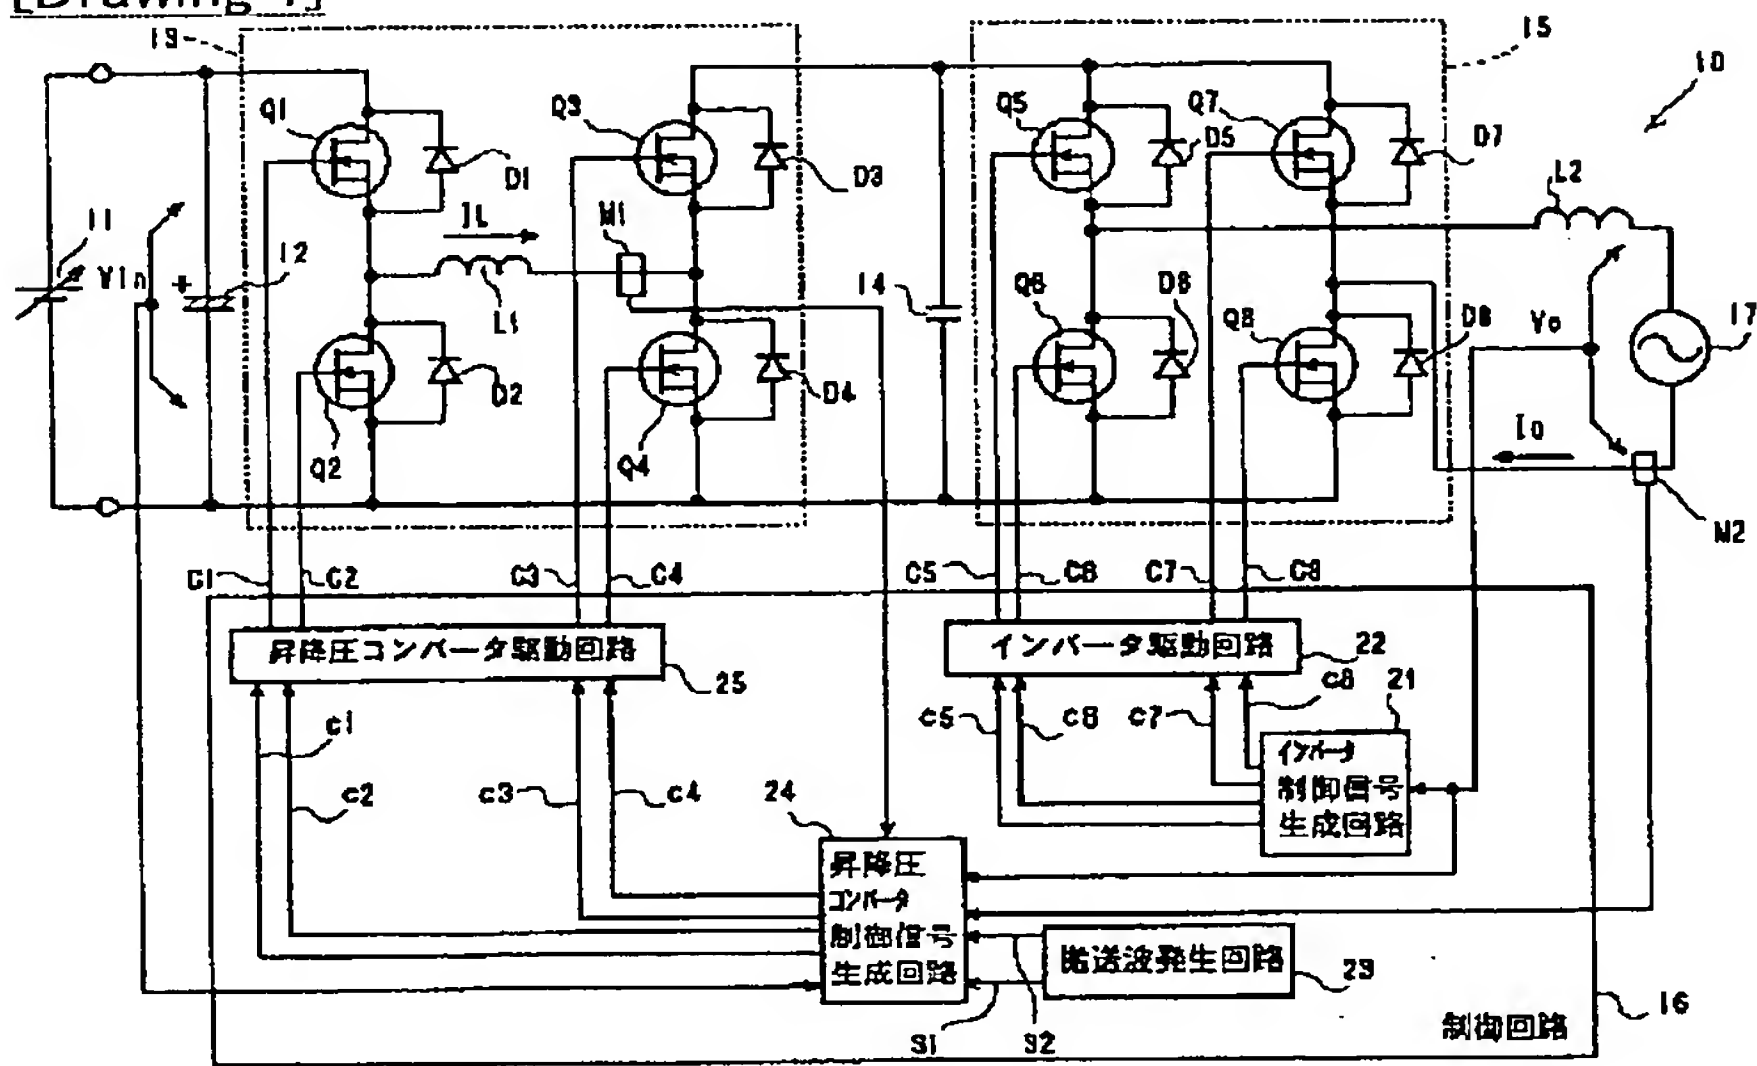 [Drawing 1]
13
15
10
Q1
Q3
Q5
Q7
D1
D3
D5
D7
L2
11
Vin
+
12
IL
M1
L1
14
Q2
D2
Q4
D4
Q6
D6
Q8
D8
Vo
17
Io
M2
C1
C2
C3
C4
C5
C6
C7
C8
昇降圧コンバータ駆動回路
25
インバータ駆動回路
22
c1
c2
c3
c4
c5
c6
c7
c8
21
インバータ
制御信号
生成回路
24
昇降圧
コンバータ
制御信号
生成回路
搬送波発生回路
23
S1
S2
16
制御回路